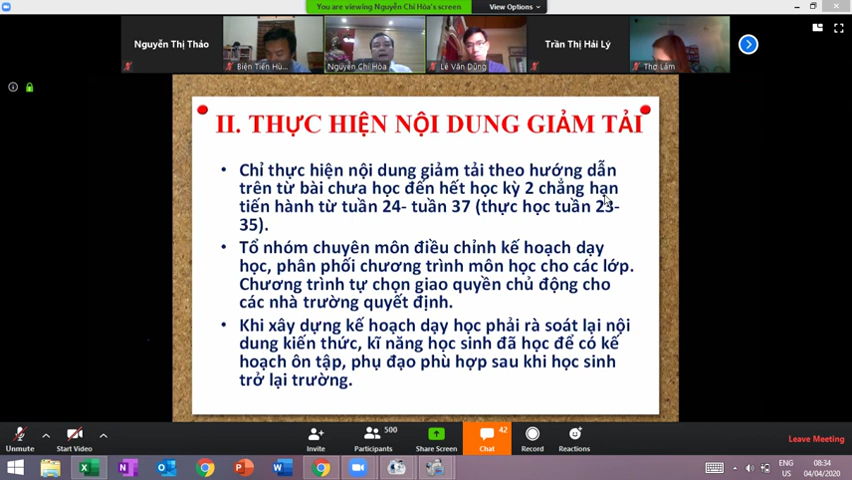 You are viewing Nguyễn Chí Hòa's screen
View Options
Nguyễn Thị Thảo
Biện Tiến Hù...
Nguyễn Chí Hòa
Lê Văn Dũng
Trần Thị Hải Lý
Thơ Lâm
II. THỰC HIỆN NỘI DUNG GIẢM TẢI
• Chỉ thực hiện nội dung giảm tải theo hướng dẫn
trên từ bài chưa học đến hết học kỳ 2 chẳng hạn
tiến hành từ tuần 24- tuần 37 (thực học tuần 23-
35).
• Tổ nhóm chuyên môn điều chỉnh kế hoạch dạy
học, phân phối chương trình môn học cho các lớp.
Chương trình tự chọn giao quyền chủ động cho
các nhà trường quyết định.
• Khi xây dựng kế hoạch dạy học phải rà soát lại nội
dung kiến thức, kĩ năng học sinh đã học để có kế
hoạch ôn tập, phụ đạo phù hợp sau khi học sinh
trở lại trường.
Unmute
Start Video
Invite
500
Participants
Share Screen
42
Chat
Record
Reactions
Leave Meeting
ENG
US
08:34
04/04/2020